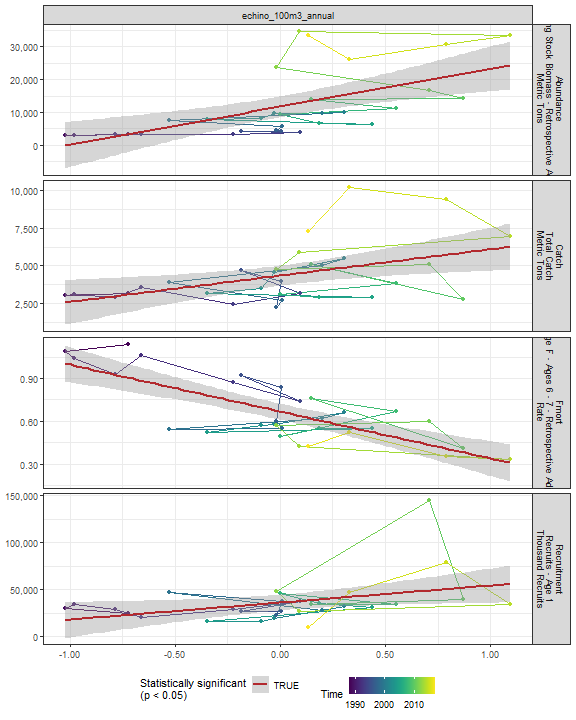 echino_100m3_annual
30,000
20,000
10,000
0
Abundance
Stock Biomass - Retrospective
Metric Tons
10,000
7,500
5,000
2,500
Catch
Total Catch
Metric Tons
0.90
0.60
0.30
Fmort
F - Ages 6 - 7 - Retrospective
Rate
150,000
100,000
50,000
0
Recruitment
Recruits - Age 1
Thousand Recruits
-1.00
-0.50
0.00
0.50
1.00
Statistically significant
(p < 0.05)
TRUE
Time
1990 2000 2010